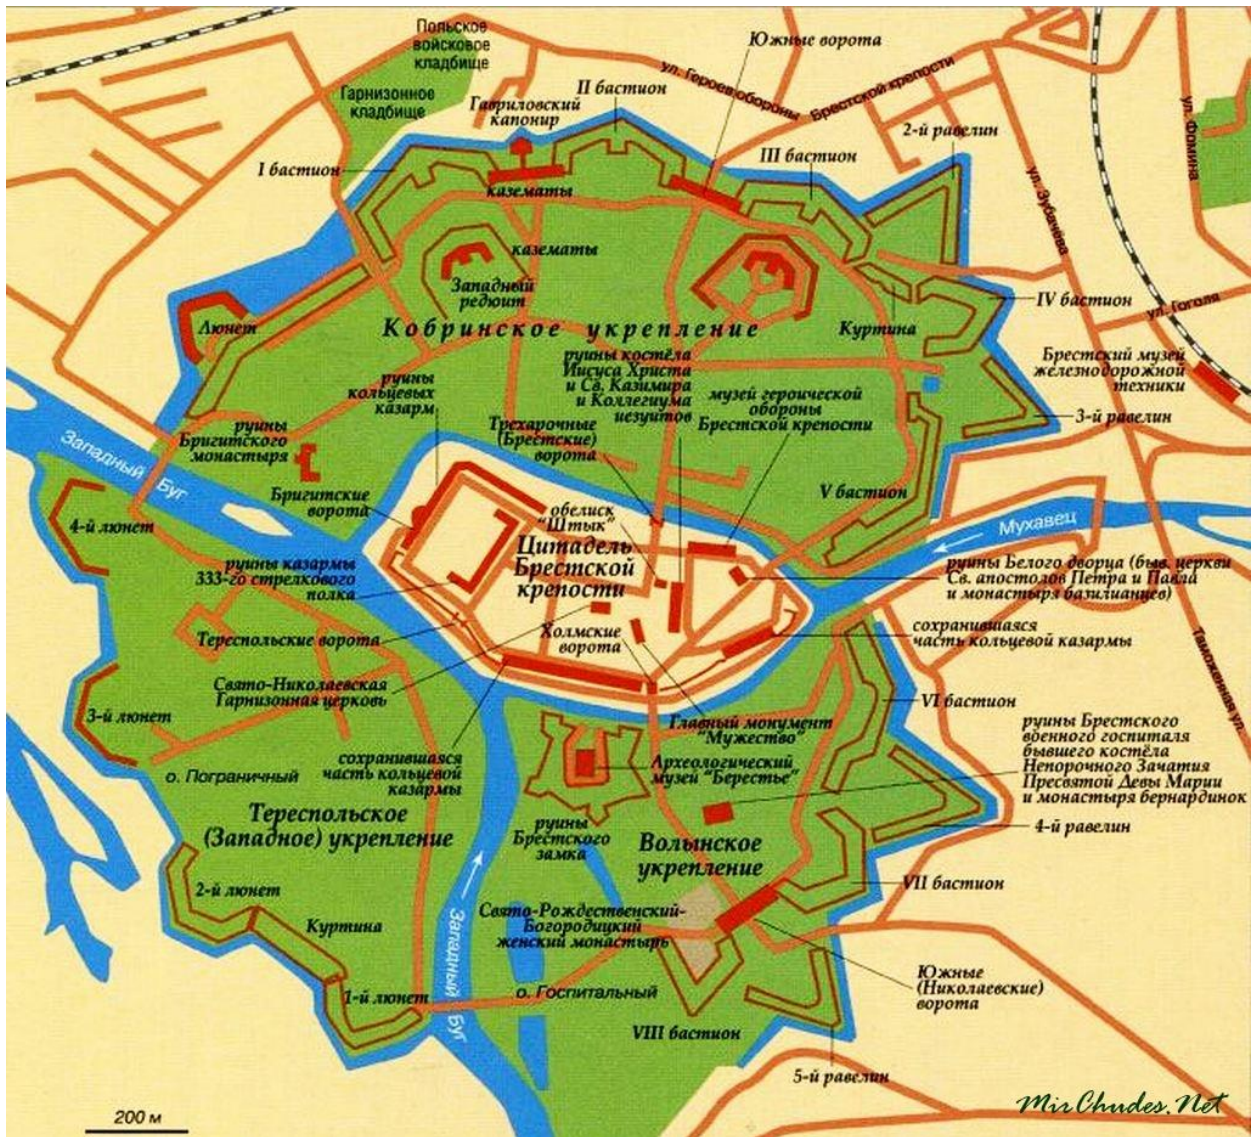 Польское
войсковое
кладбище
Гарнизонное
кладбище
Гавриловский
капонир
II бастион
Южные ворота
ул. Героев обороны Брестской крепости
2-й равелин
ул. Фомина
I бастион
казематы
III бастион
ул. Зубачёва
казематы
Западный
редюит
Люнет
Кобринское укрепление
Куртина
IV бастион
ул. Гоголя
руины
кольцевых
казарм
руины костёла
Иисуса Христа
и Св. Казимира
и Коллегиума
иезуитов
Брестский музей
железнодорожной
техники
музей героической
обороны
Брестской крепости
3-й равелин
руины
Бригитского
монастыря
Трехарочные
(Брестские)
ворота
Западный Буг
Бригитские
ворота
V бастион
4-й люнет
обелиск
"Штык"
Мухавец
Цитадель
Брестской
крепости
руины казармы
333-го стрелкового
полка
руины Белого дворца (быв. церкви
Св. апостолов Петра и Павла
и монастыря базилианцев)
Тереспольские ворота
Холмские
ворота
сохранившаяся
часть кольцевой казармы
Таможенная ул.
Свято-Николаевская
Гарнизонная церковь
VI бастион
3-й люнет
Главный монумент
"Мужество"
руины Брестского
военного госпиталя
бывшего костёла
Непорочного Зачатия
Пресвятой Девы Марии
и монастыря бернардинок
сохранившаяся
часть кольцевой
казармы
Археологический
музей "Берестье"
о. Пограничный
Тереспольское
(Западное) укрепление
руины
Брестского
замка
Волынское
укрепление
4-й равелин
2-й люнет
VII бастион
Куртина
Свято-Рождественский-
Богородицкий
женский монастырь
Западный Буг
1-й люнет
о. Госпитальный
Южные
(Николаевские)
ворота
VIII бастион
5-й равелин
200 м
MirChudes.Net